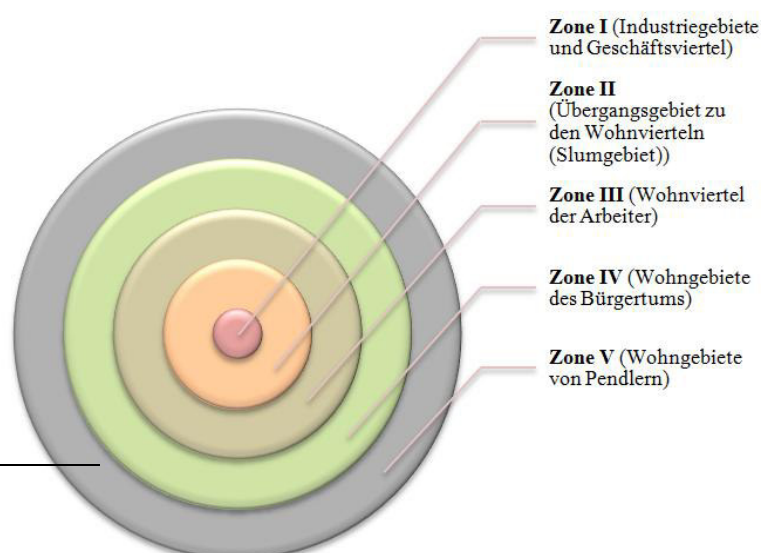 Zone I (Industriegebiete
und Geschäftsviertel)
Zone II
(Übergangsgebiet zu
den Wohnvierteln
(Slumgebiet))
Zone III (Wohnviertel
der Arbeiter)
Zone IV (Wohngebiete
des Bürgertums)
Zone V (Wohngebiete
von Pendlern)